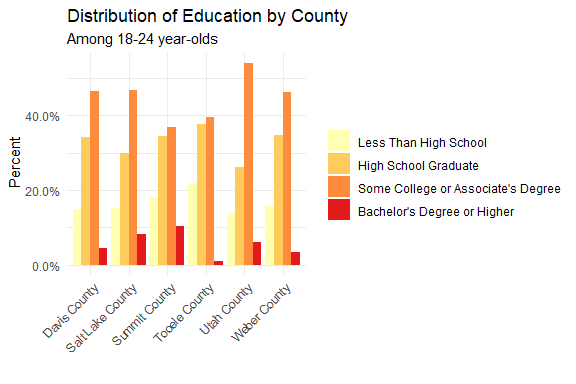 Distribution of Education by County
Among 18-24 year-olds
Percent
40.0%
20.0%
0.0%
Davis County
Salt Lake County
Summit County
Tooele County
Utah County
Weber County
Less Than High School
High School Graduate
Some College or Associate's Degree
Bachelor's Degree or Higher